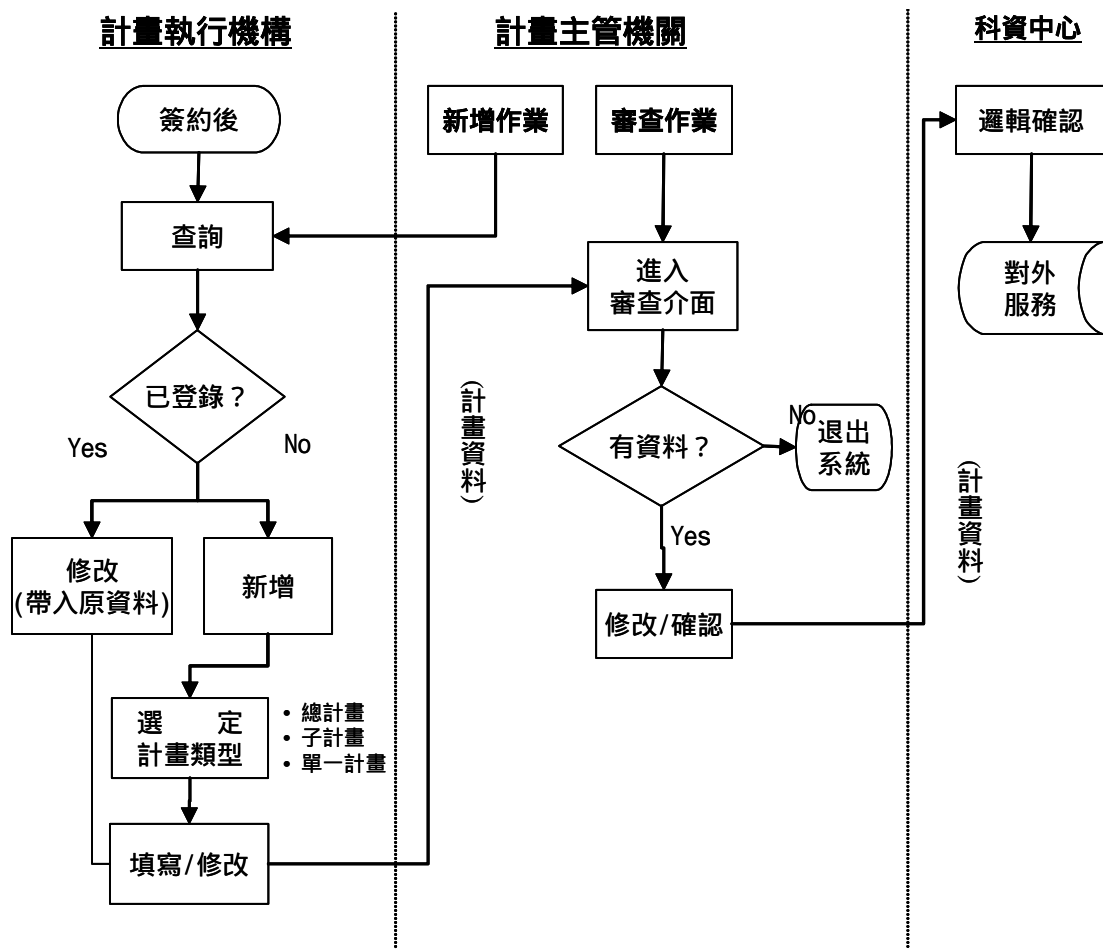 計畫執行機構
計畫主管機關
科資中心
簽約後
新增作業
審查作業
邏輯確認
查詢
進入
審查介面
對外
服務
已登錄？
Yes
No
(計畫資料)
有資料？
No
退出
系統
(計畫資料)
Yes
修改
(帶入原資料)
新增
修改/確認
選 定
計畫類型
• 總計畫
• 子計畫
• 單一計畫
填寫/修改